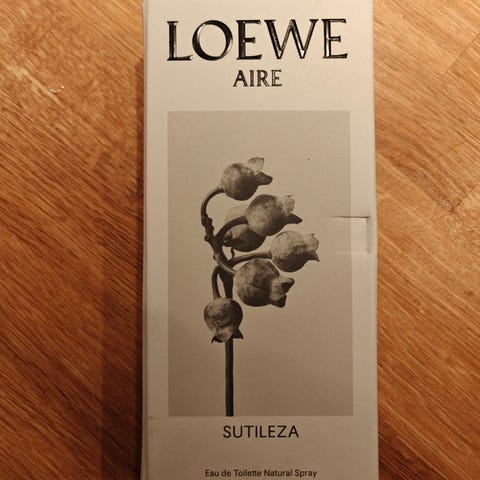 LOEWE
AIRE
SUTILEZA
Eau de Toilette Natural Spray